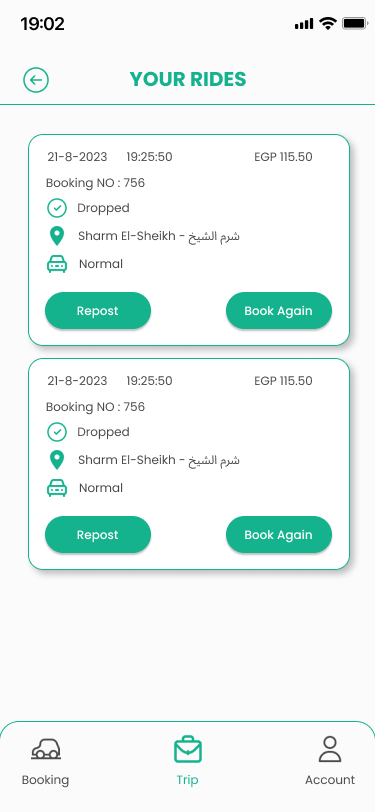 19:02
YOUR RIDES
21-8-2023 19:25:50 EGP 115.50
Booking NO : 756
Dropped
Sharm El-Sheikh - شرم الشيخ
Normal
Repost Book Again
21-8-2023 19:25:50 EGP 115.50
Booking NO : 756
Dropped
Sharm El-Sheikh - شرم الشيخ
Normal
Repost Book Again
Booking Trip Account